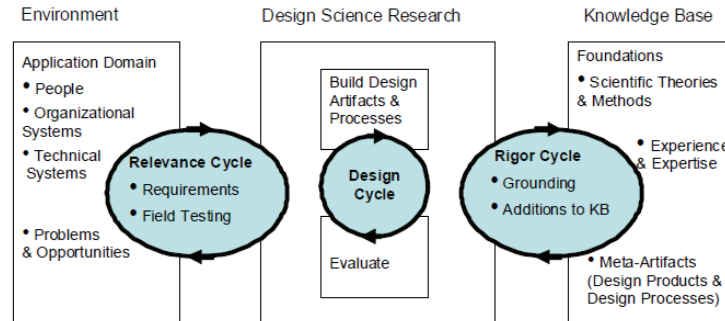 Environment
Design Science Research
Knowledge Base
Application Domain
• People
• Organizational
Systems
• Technical
Systems
• Problems
& Opportunities
Relevance Cycle
• Requirements
• Field Testing
Build Design
Artifacts &
Processes
Design
Cycle
Evaluate
Rigor Cycle
• Grounding
• Additions to KB
Foundations
• Scientific Theories
& Methods
• Experience
& Expertise
• Meta-Artifacts
(Design Products &
Design Processes)